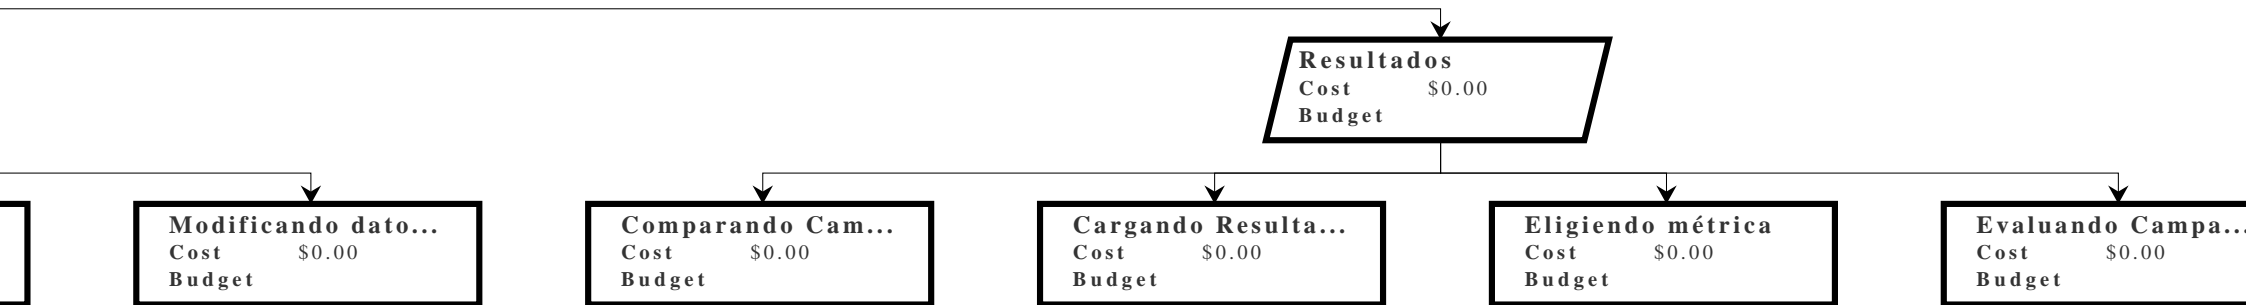 Resultados
Cost $0.00
Budget
Modificando dato...
Cost $0.00
Budget
Comparando Cam...
Cost $0.00
Budget
Cargando Resulta...
Cost $0.00
Budget
Eligiendo métrica
Cost $0.00
Budget
Evaluando Campa...
Cost $0.00
Budget